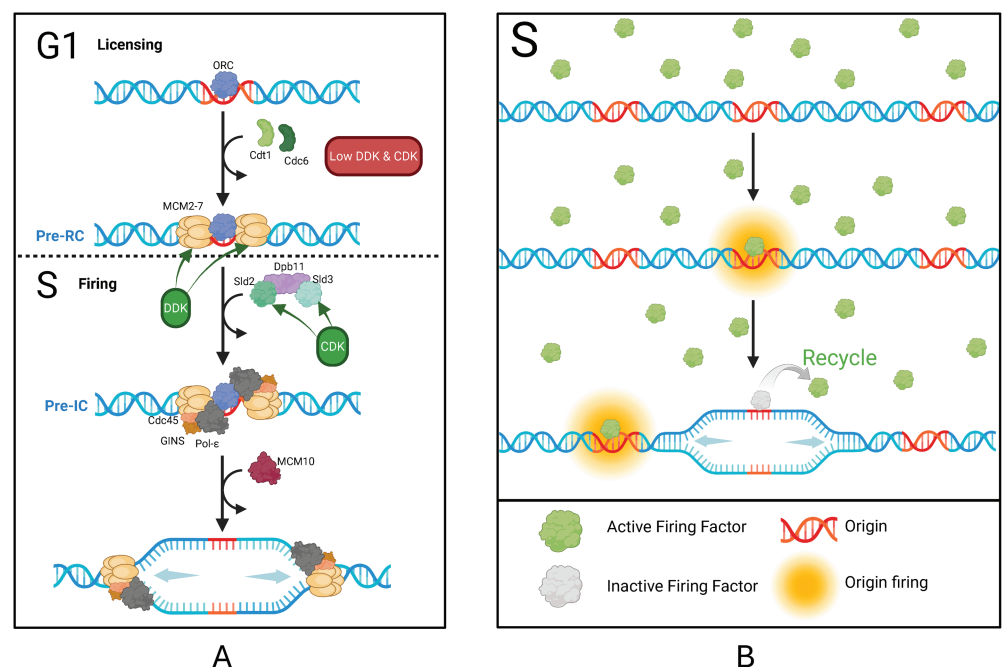 G1 Licensing
ORC
Cdt1
Cdc6
Low DDK & CDK
MCM2-7
Pre-RC
S Firing
Dpb11
Sld2
Sld3
DDK
CDK
Pre-IC
Cdc45
GINS
Pol-ε
MCM10
A
S
Recycle
Active Firing Factor
Origin
Inactive Firing Factor
Origin firing
B